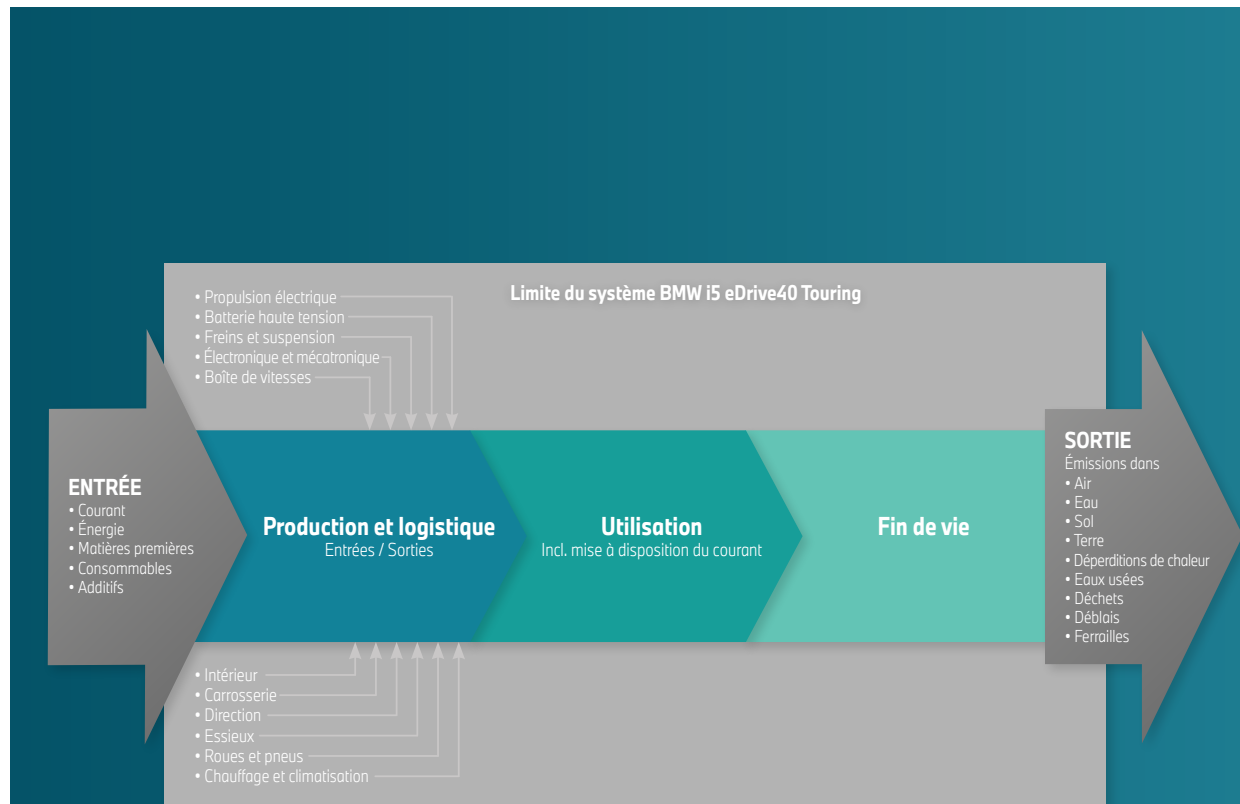 Limite du système BMW i5 eDrive40 Touring
• Propulsion électrique
• Batterie haute tension
• Freins et suspension
• Électronique et mécatronique
• Boîte de vitesses
ENTRÉE
• Courant
• Énergie
• Matières premières
• Consommables
• Additifs
Production et logistique
Entrées / Sorties
Utilisation
Incl. mise à disposition du courant
Fin de vie
SORTIE
Émissions dans
• Air
• Eau
• Sol
• Terre
• Déperditions de chaleur
• Eaux usées
• Déchets
• Déblais
• Ferrailles
• Intérieur
• Carrosserie
• Direction
• Essieux
• Roues et pneus
• Chauffage et climatisation